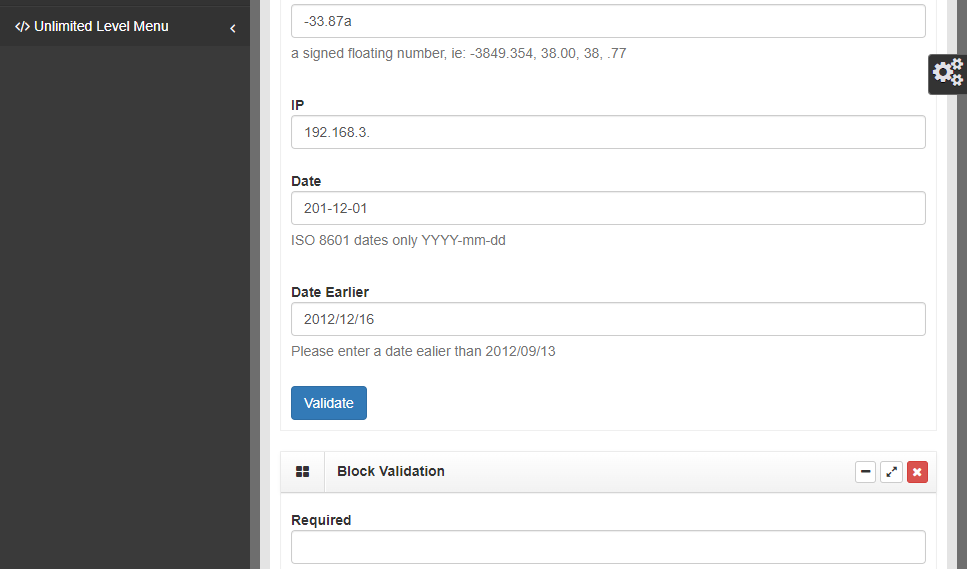 Unlimited Level Menu
-33.87a
a signed floating number, ie: -3849.354, 38.00, 38, .77
IP
192.168.3.
Date
201-12-01
ISO 8601 dates only YYYY-mm-dd
Date Earlier
2012/12/16
Please enter a date ealier than 2012/09/13
Validate
Block Validation
Required